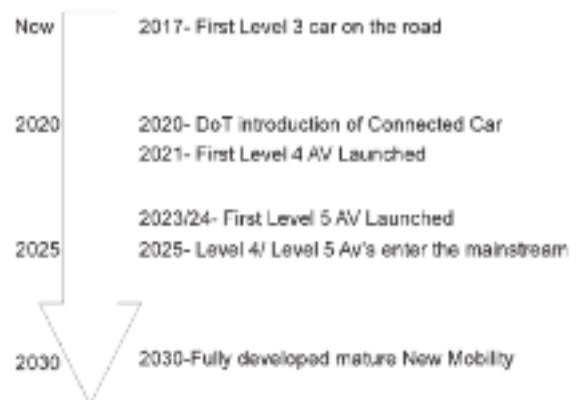 Now 2017- First Level 3 car on the road
2020 2020- DoT introduction of Connected Car
2021- First Level 4 AV Launched
2023/24- First Level 5 AV Launched
2025 2025- Level 4/ Level 5 Av's enter the mainstream
2030 2030-Fully developed mature New Mobility